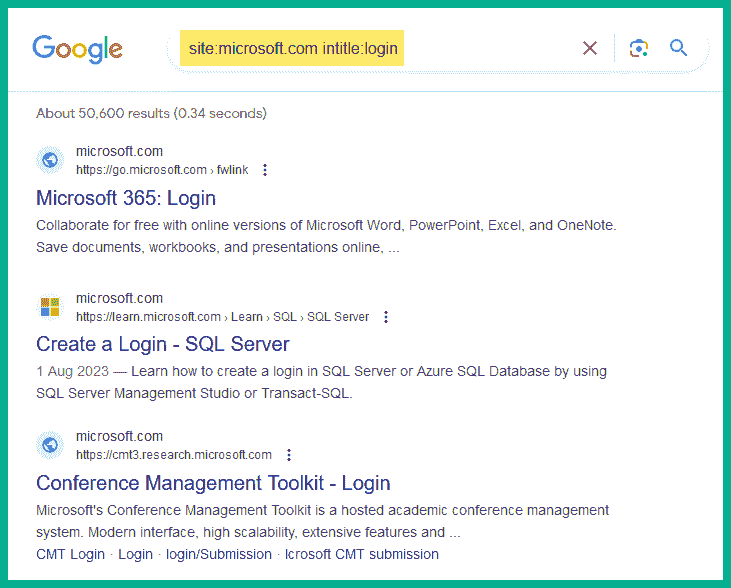 Google
site:microsoft.com intitle:login
About 50,600 results (0.34 seconds)
microsoft.com
https://go.microsoft.com › fwlink
Microsoft 365: Login
Collaborate for free with online versions of Microsoft Word, PowerPoint, Excel, and OneNote.
Save documents, workbooks, and presentations online, ...
microsoft.com
https://learn.microsoft.com › Learn › SQL › SQL Server
Create a Login - SQL Server
1 Aug 2023 — Learn how to create a login in SQL Server or Azure SQL Database by using
SQL Server Management Studio or Transact-SQL.
microsoft.com
https://cmt3.research.microsoft.com
Conference Management Toolkit - Login
Microsoft's Conference Management Toolkit is a hosted academic conference management
system. Modern interface, high scalability, extensive features and ...
CMT Login · Login · login/Submission · Icrosoft CMT submission